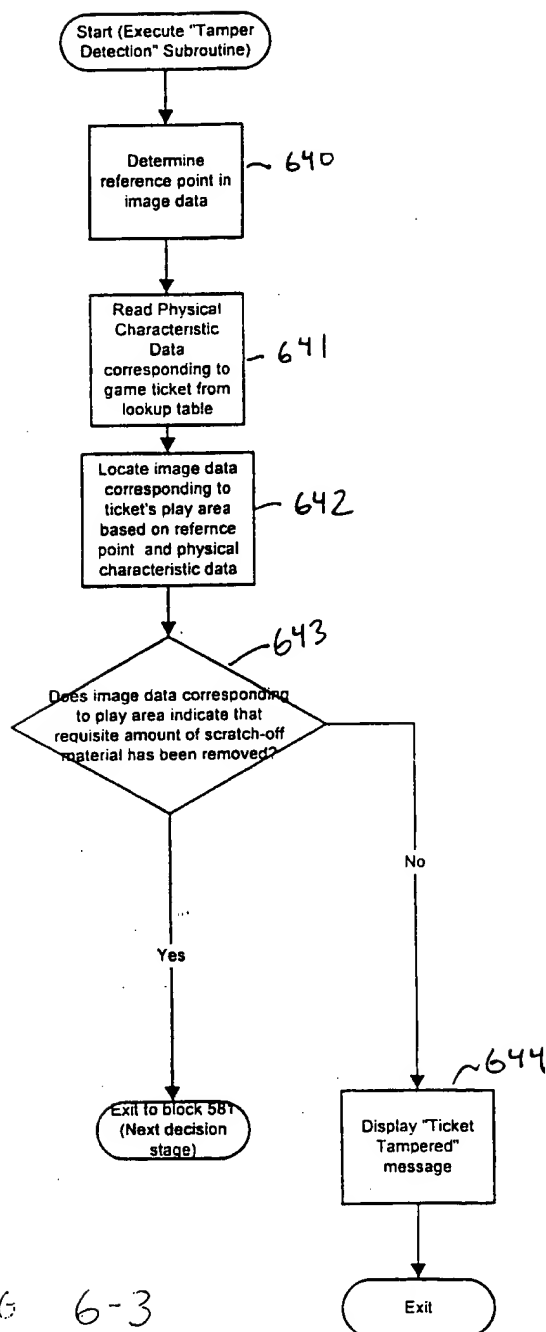 Start (Execute "Tamper
Detection" Subroutine)
Determine
reference point in
image data
640
Read Physical
Characteristic
Data
corresponding to
game ticket from
lookup table
641
Locate image data
corresponding to
ticket's play area
based on refernce
point and physical
characteristic data
642
643
Does image data corresponding
to play area indicate that
requisite amount of scratch-off
material has been removed?
No
Yes
644
Exit to block 581
(Next decision
stage)
Display "Ticket
Tampered"
message
Exit
6-3